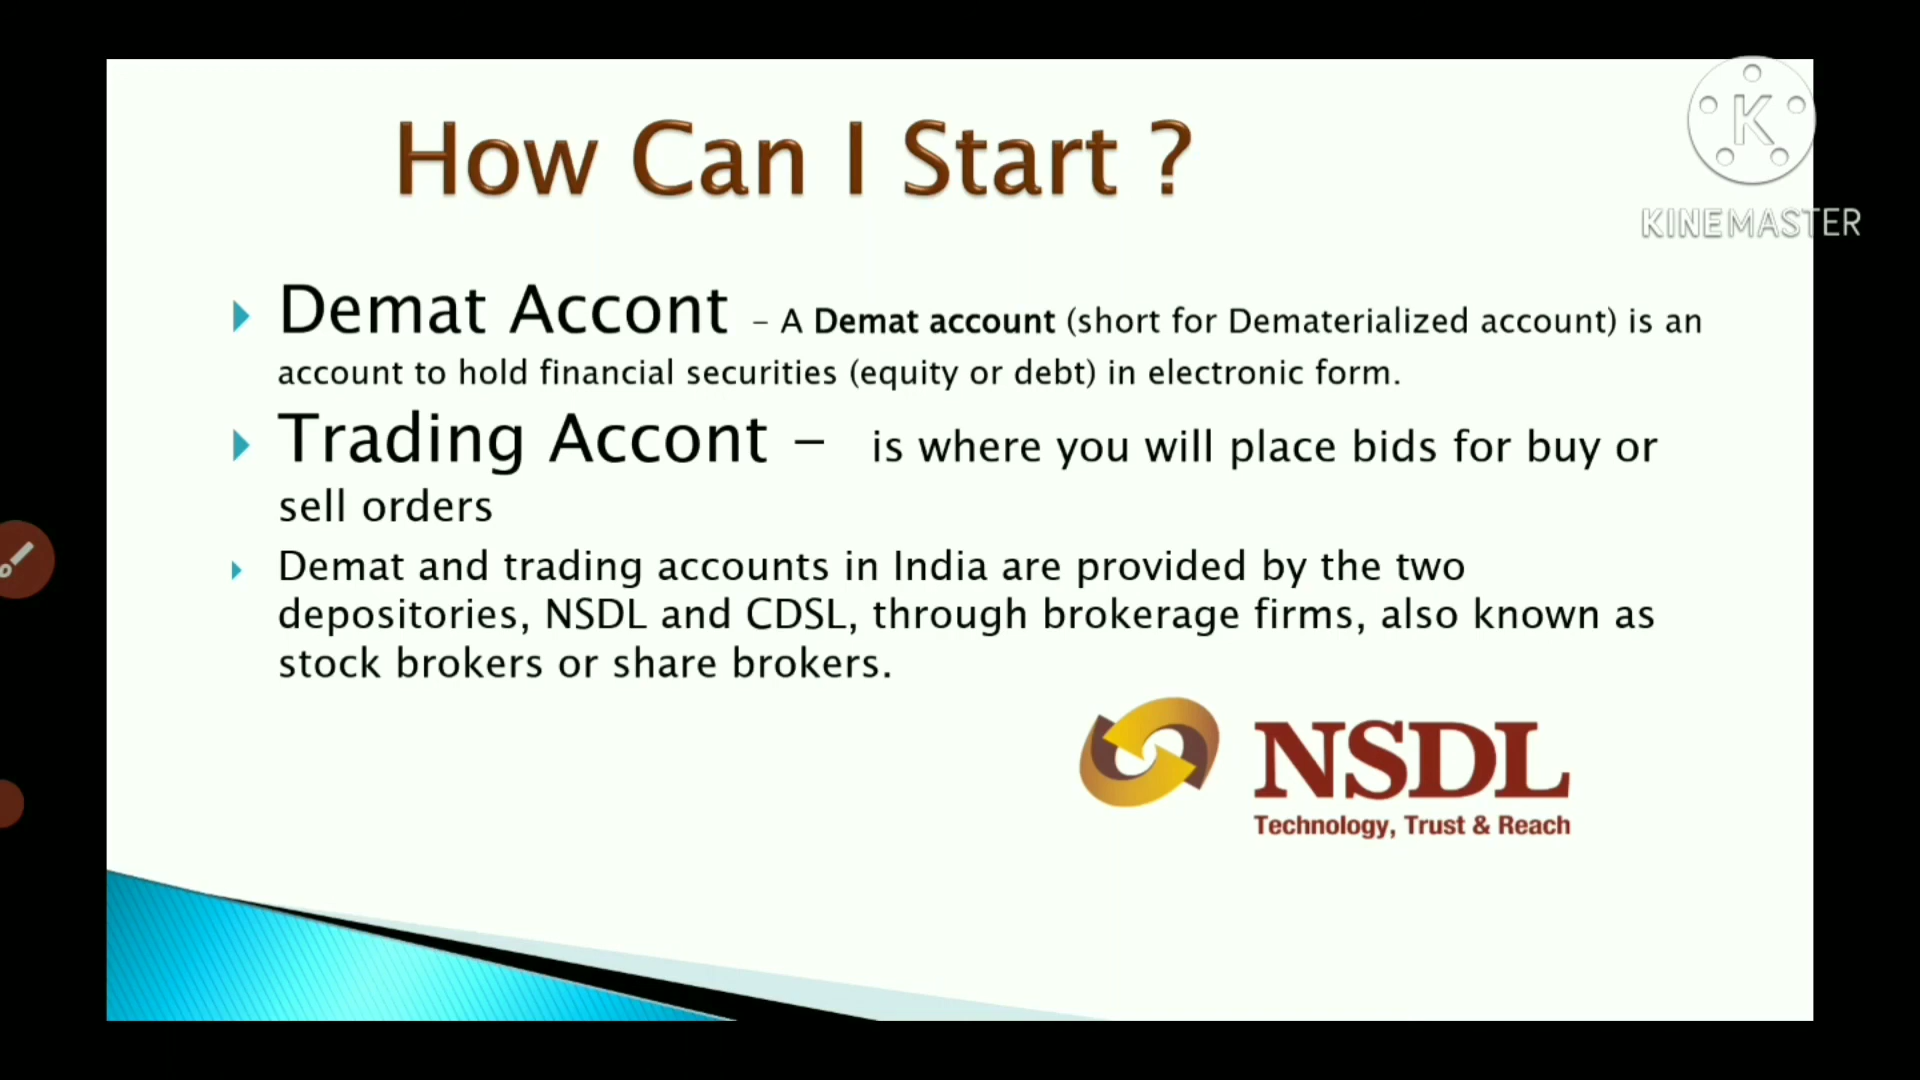 How Can I Start ?
K
KINEMASTER
Demat Accont – A Demat account (short for Dematerialized account) is an
account to hold financial securities (equity or debt) in electronic form.
Trading Accont – is where you will place bids for buy or
sell orders
Demat and trading accounts in India are provided by the two
depositories, NSDL and CDSL, through brokerage firms, also known as
stock brokers or share brokers.
NSDL
Technology, Trust & Reach